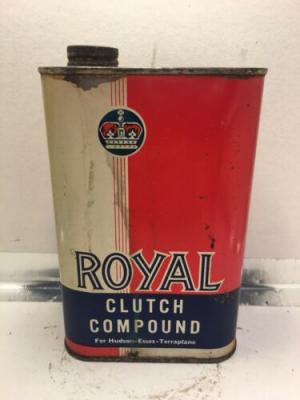 ROYAL
CLUTCH
COMPOUND
For Hudson-Essex-Terraplane